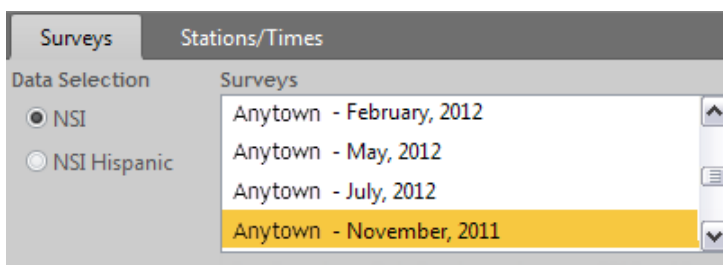 Surveys Stations/Times
Data Selection Surveys
NSI
NSI Hispanic
Anytown - February, 2012
Anytown - May, 2012
Anytown - July, 2012
Anytown - November, 2011